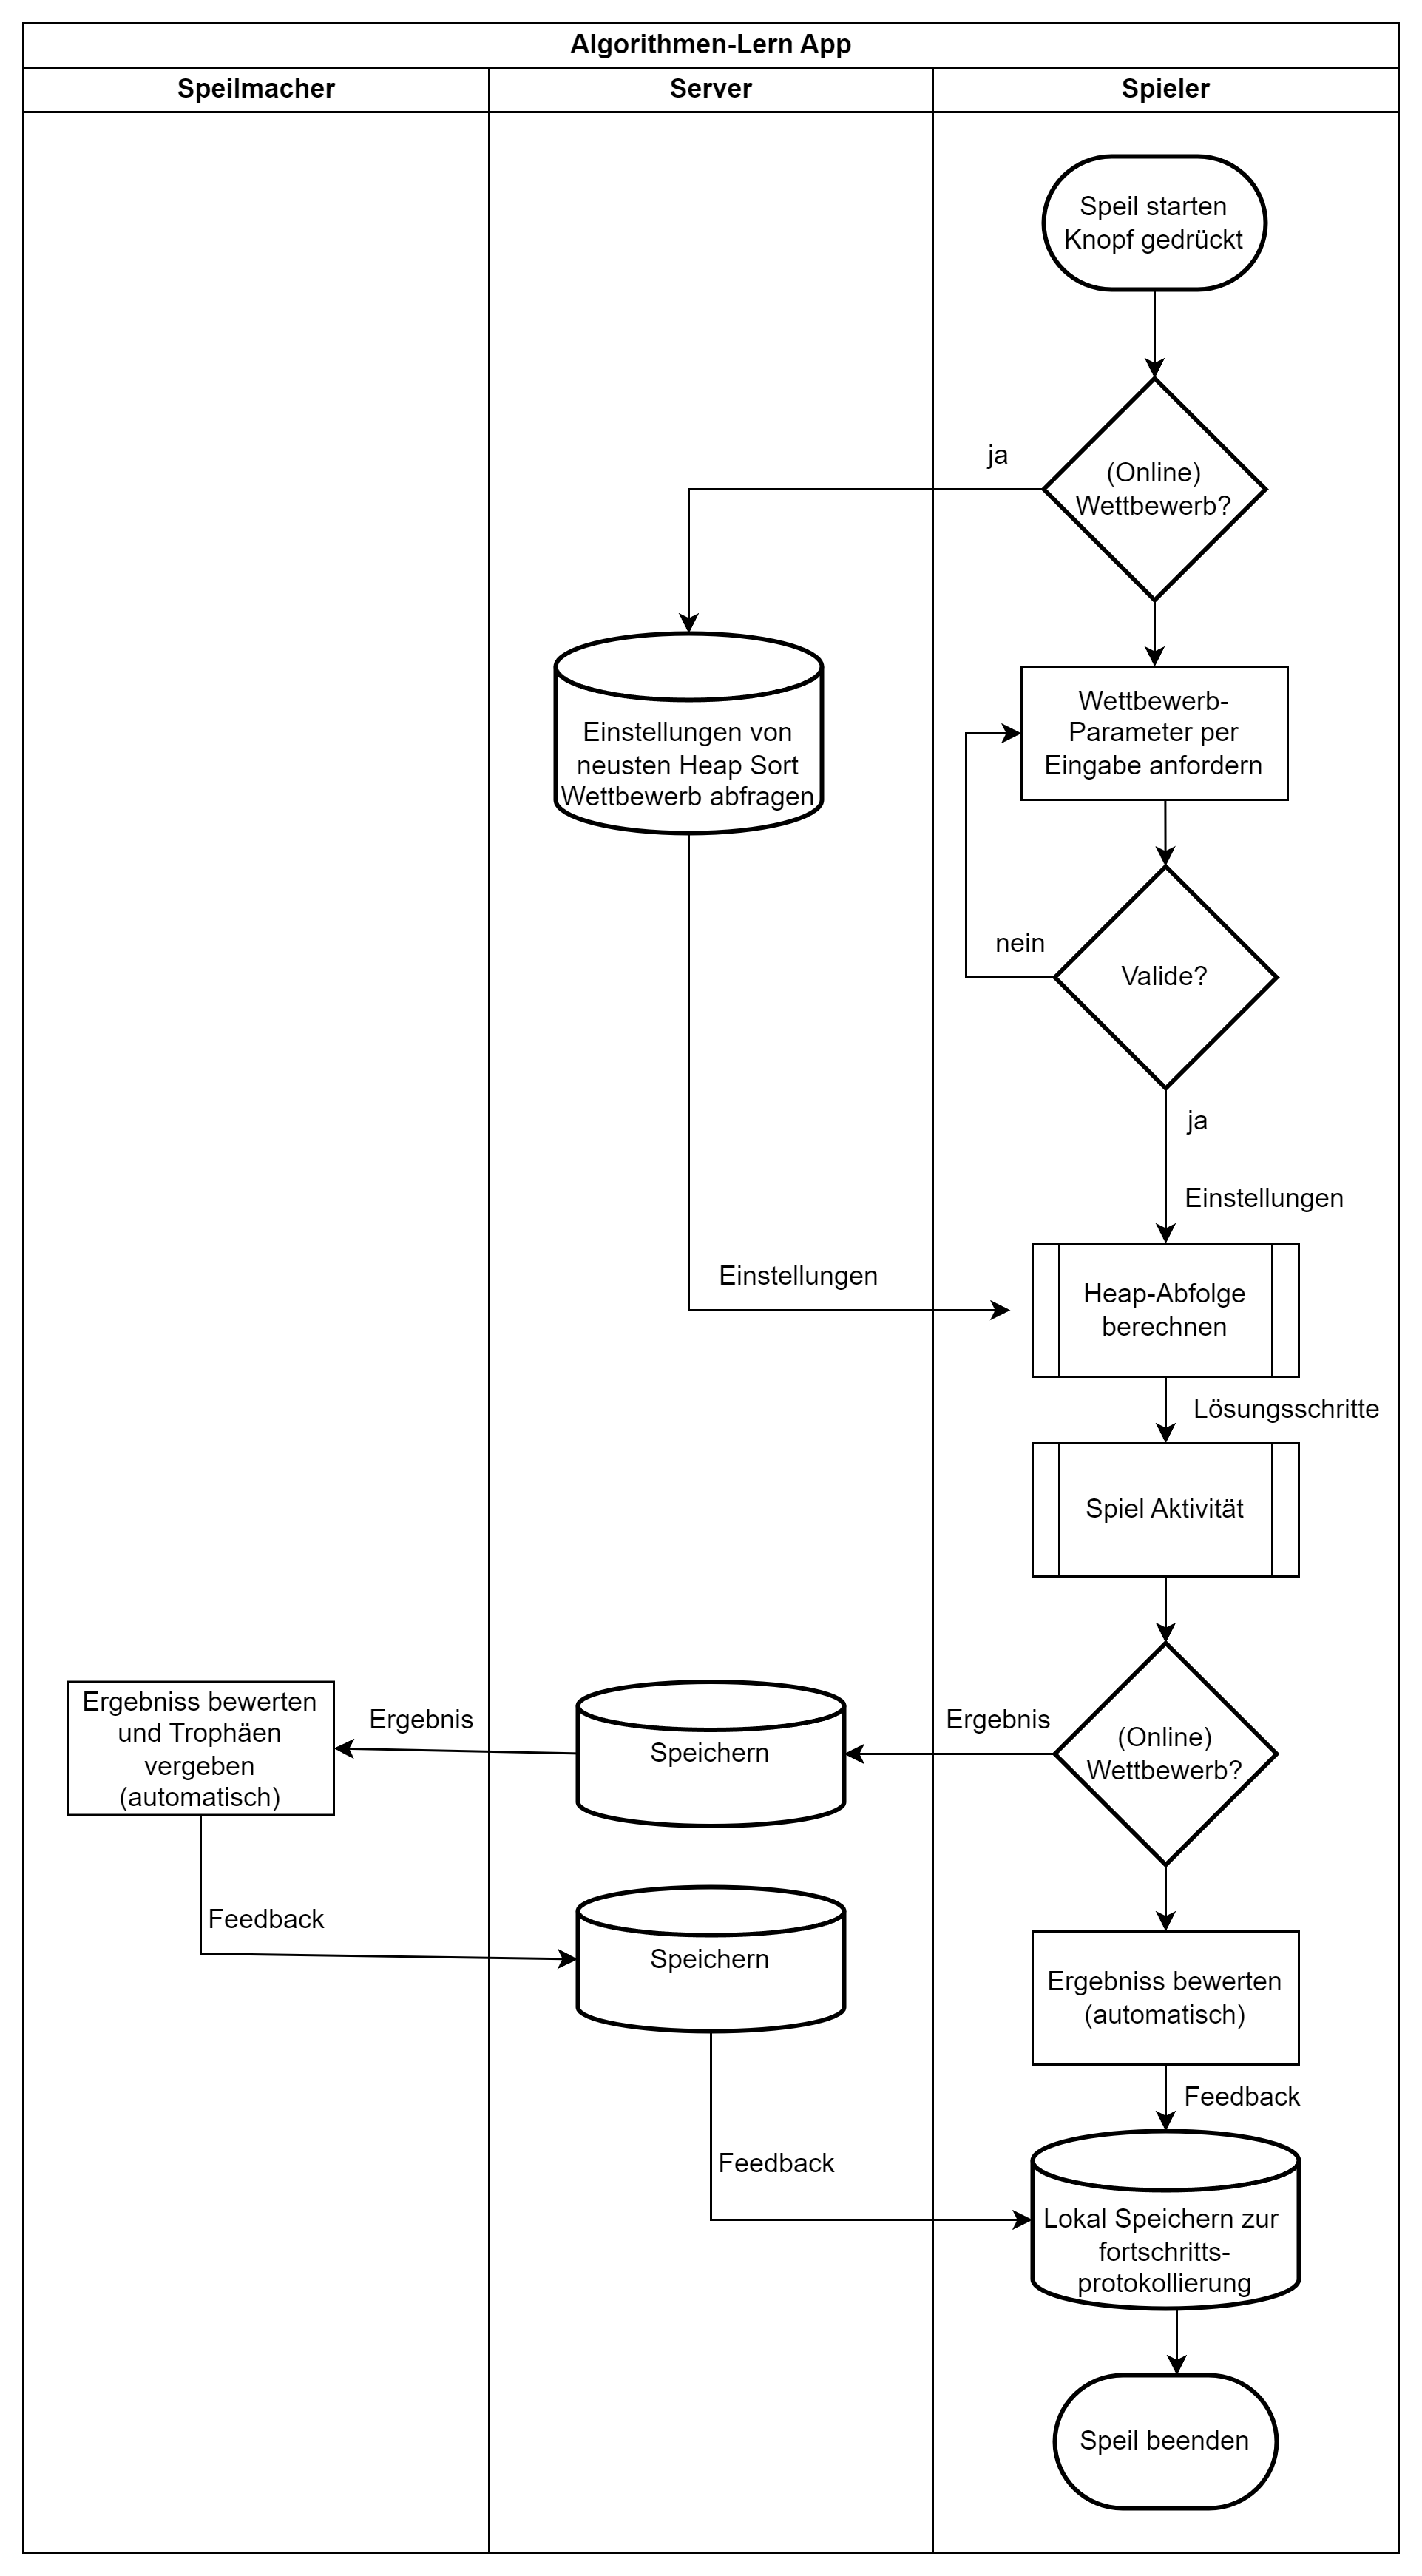 Algorithmen-Lern App
Speilmacher
Server
Spieler
Speil starten
Knopf gedrückt
ja
(Online)
Wettbewerb?
Einstellungen von
neusten Heap Sort
Wettbewerb abfragen
Wettbewerb-
Parameter per
Eingabe anfordern
nein
Valide?
ja
Einstellungen
Einstellungen
Heap-Abfolge
berechnen
Lösungsschritte
Spiel Aktivität
Ergebniss bewerten
und Trophäen
vergeben
(automatisch)
Ergebnis
Speichern
Ergebnis
(Online)
Wettbewerb?
Feedback
Speichern
Ergebniss bewerten
(automatisch)
Feedback
Feedback
Lokal Speichern zur
fortschritts-
protokollierung
Speil beenden